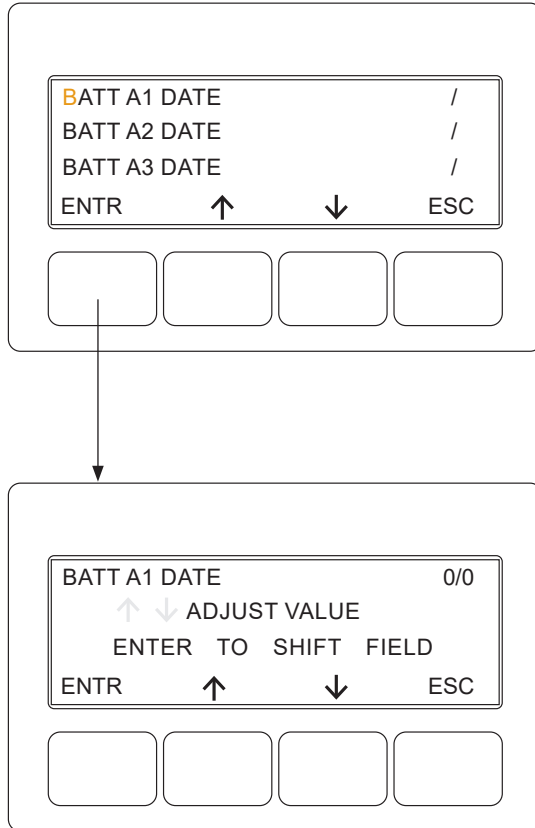 BATT A1 DATE /
BATT A2 DATE /
BATT A3 DATE /
ENTR ↑ ↓ ESC
BATT A1 DATE 0/0
↑ ↓ ADJUST VALUE
ENTER TO SHIFT FIELD
ENTR ↑ ↓ ESC